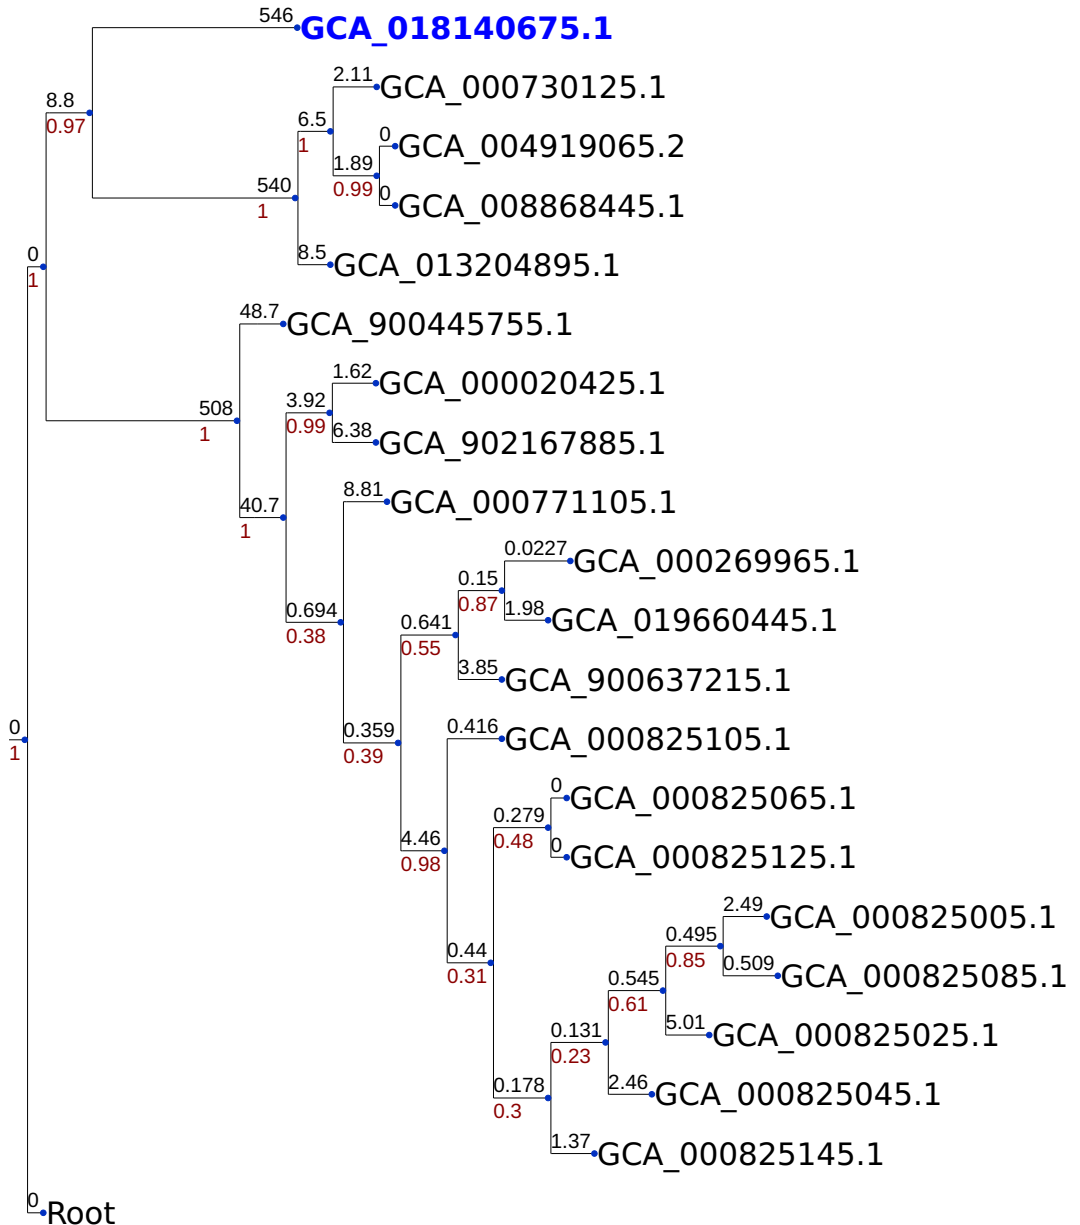 546
GCA_018140675.1
2.11
GCA_000730125.1
8.8
0.97
6.5
1
0
GCA_004919065.2
1.89
0.99
540
1
0
GCA_008868445.1
0
1
8.5
GCA_013204895.1
48.7
GCA_900445755.1
1.62
GCA_000020425.1
508
1
3.92
0.99
6.38
GCA_902167885.1
40.7
1
8.81
GCA_000771105.1
0.0227
GCA_000269965.1
0.15
0.87
0.694
0.38
0.641
0.55
1.98
GCA_019660445.1
3.85
GCA_900637215.1
0
1
0.359
0.39
0.416
GCA_000825105.1
0
GCA_000825065.1
0.279
0.48
4.46
0.98
0
GCA_000825125.1
2.49
GCA_000825005.1
0.44
0.31
0.495
0.85
0.509
GCA_000825085.1
0.545
0.61
5.01
GCA_000825025.1
0.131
0.23
0.178
0.3
2.46
GCA_000825045.1
1.37
GCA_000825145.1
0
Root